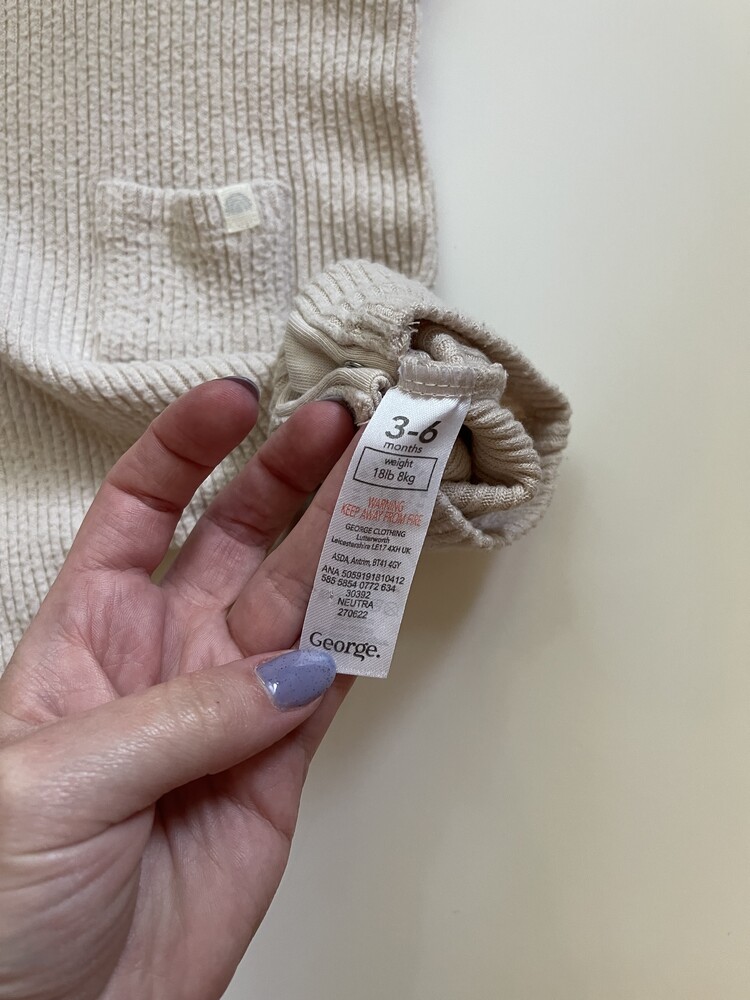 3-6
months
weight
18lb 8kg
WARNING
KEEP AWAY FROM FIRE
GEORGE CLOTHING
Lutterworth
Leicestershire LE17 4XH UK
ASDA, Antrim, BT41 4GY
ANA 5059191810412
585 5854 0772 634
30392
NEUTRA
270622
George.